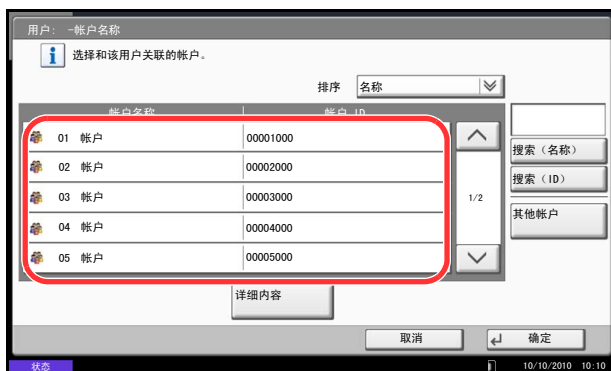 用户： -帐户名称
选择和该用户关联的帐户。
排序 名称
帐户名称 帐户 ID
01 帐户 00001000
02 帐户 00002000
03 帐户 00003000
04 帐户 00004000
05 帐户 00005000
1/2
搜索（名称）
搜索（ID）
其他帐户
详细内容
取消 确定
状态 10/10/2010 10:10